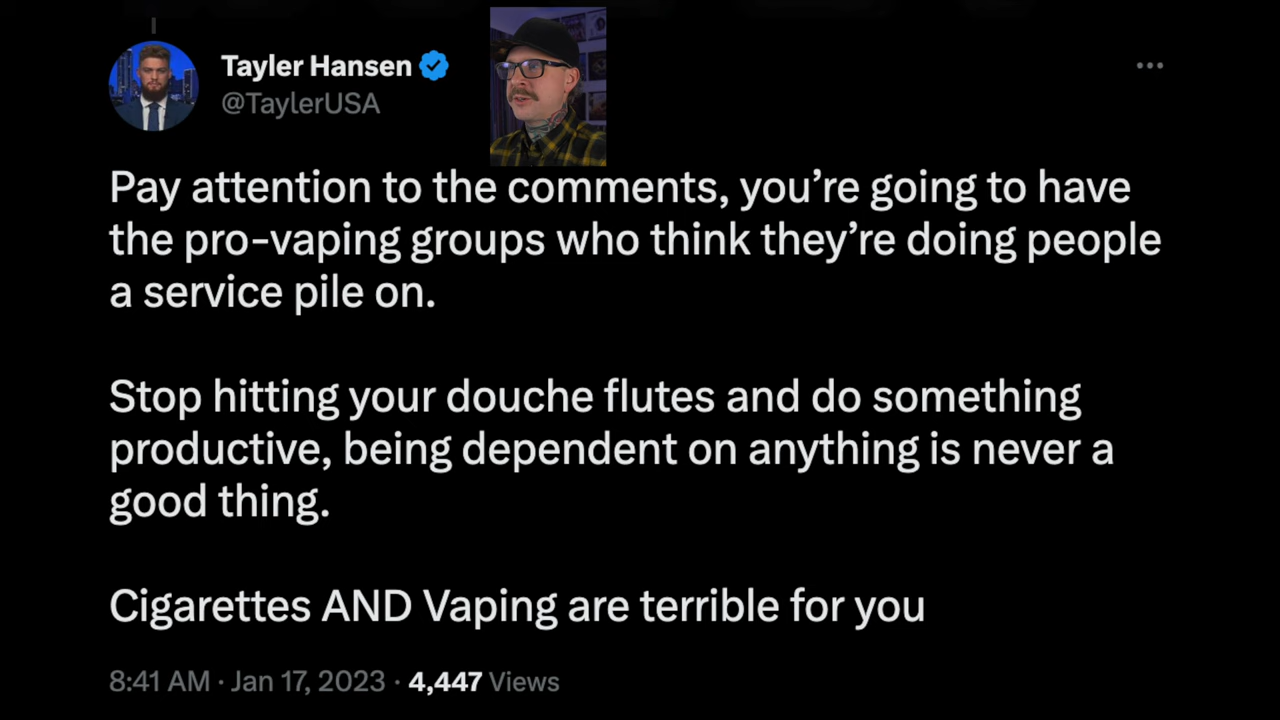 Tayler Hansen
@TaylerUSA
Pay attention to the comments, you’re going to have
the pro-vaping groups who think they’re doing people
a service pile on.
Stop hitting your douche flutes and do something
productive, being dependent on anything is never a
good thing.
Cigarettes AND Vaping are terrible for you
8:41 AM · Jan 17, 2023 · 4,447 Views